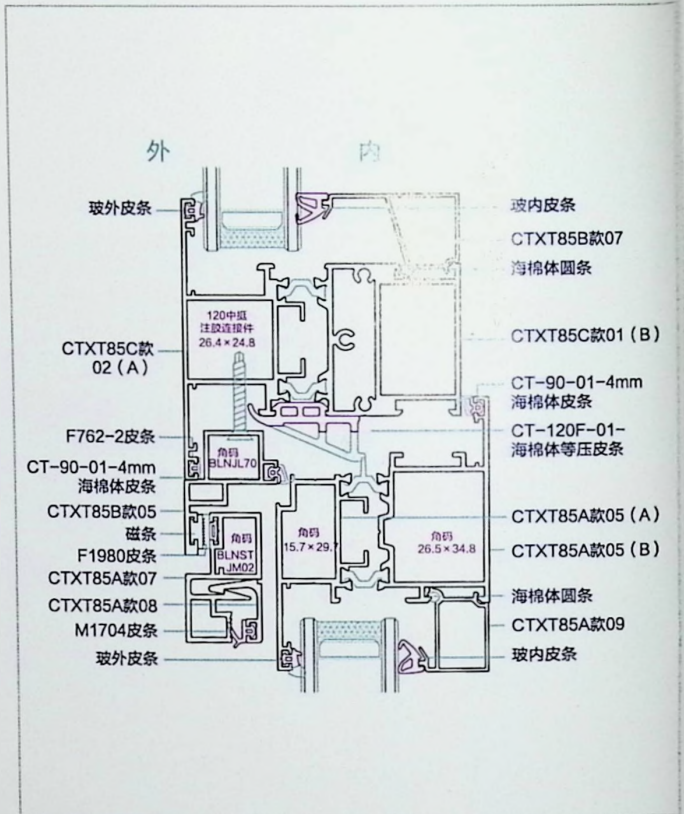 外
内
玻外皮条
玻内皮条
CTXT85B款07
海棉体圆条
120中梃
注胶连接件
26.4×24.8
CTXT85C款
02（A）
CTXT85C款01（B）
CT-90-01-4mm
海棉体皮条
F762-2皮条
CT-120F-01-
海棉体等压皮条
角码
BLNJL70
CT-90-01-4mm
海棉体皮条
CTXT85B款05
磁条
F1980皮条
角码
BLNST
JM02
角码
15.7×29.7
角码
26.5×34.8
CTXT85A款05（A）
CTXT85A款05（B）
CTXT85A款07
CTXT85A款08
M1704皮条
玻外皮条
海棉体圆条
CTXT85A款09
玻内皮条